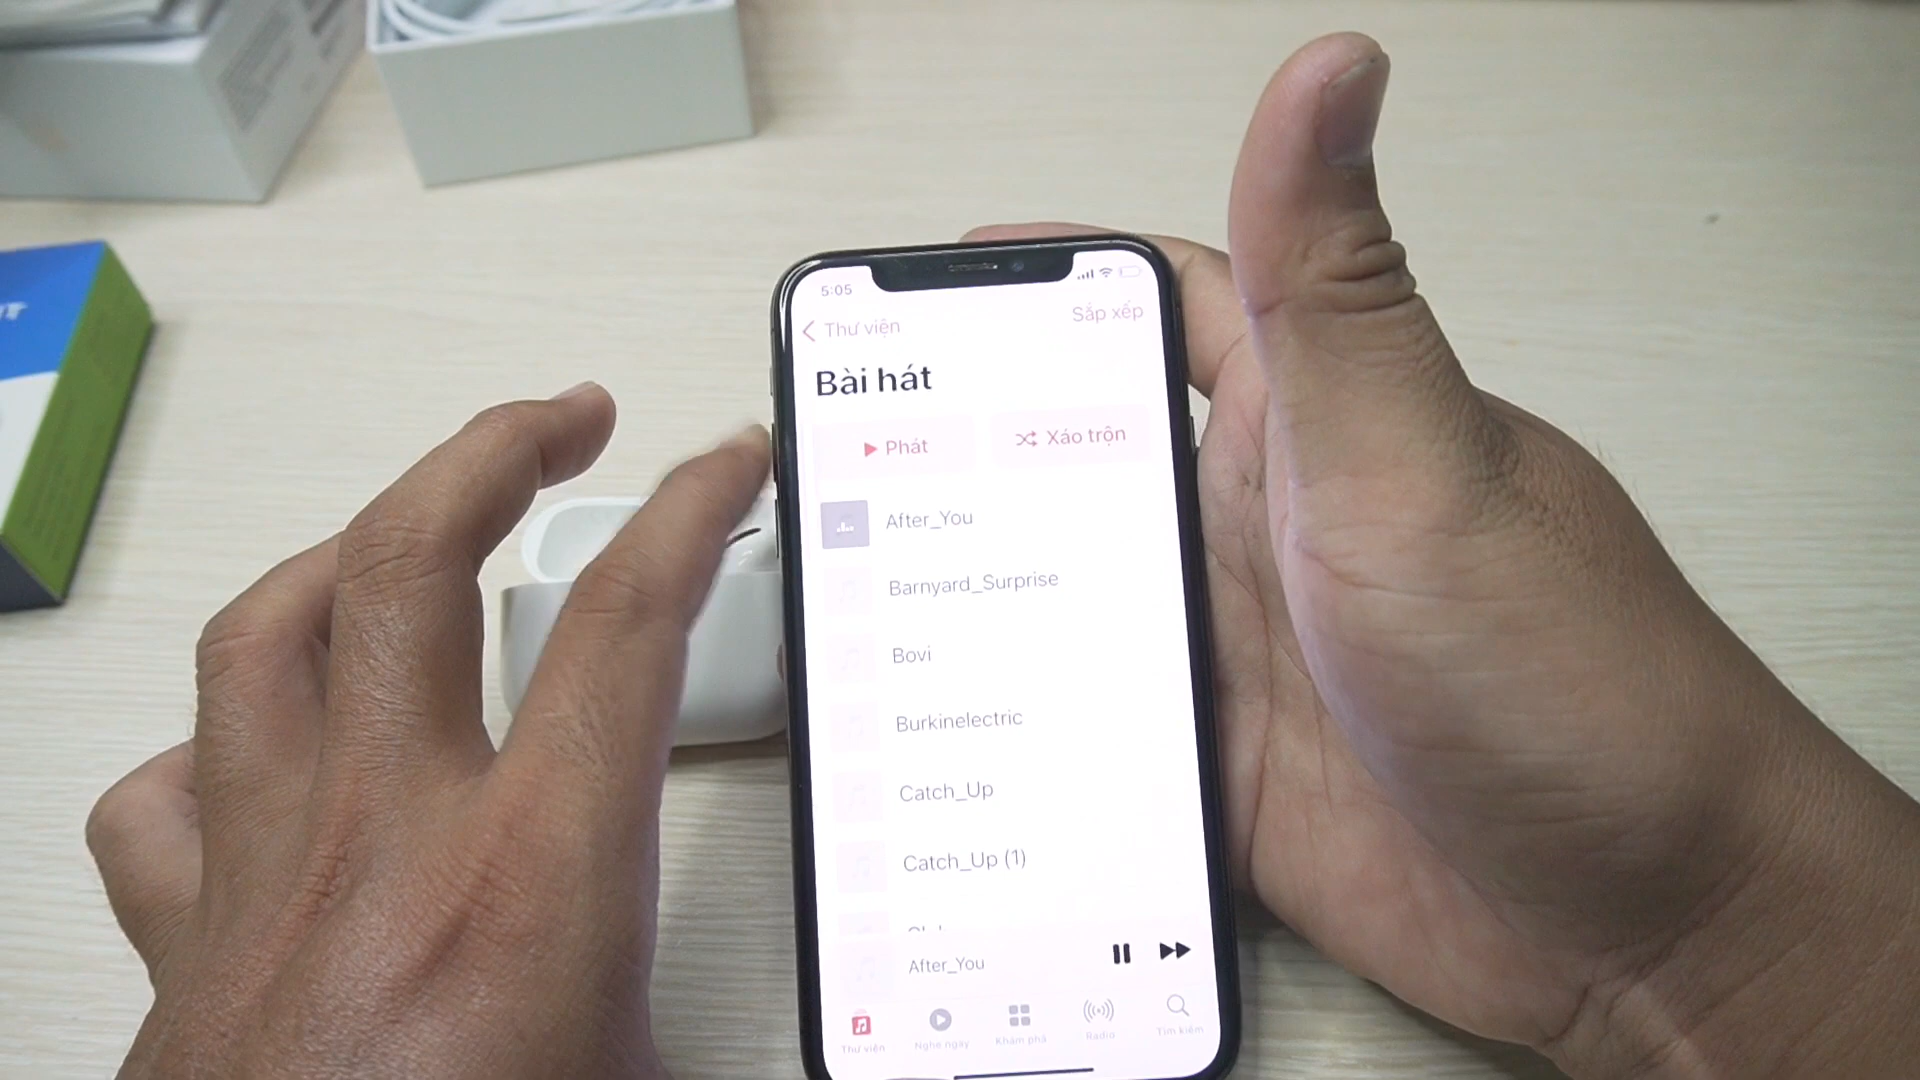 5:05
Thư viện
Sắp xếp
Bài hát
Phát
Xáo trộn
After_You
Barnyard_Surprise
Bovi
Burkinelectric
Catch_Up
Catch_Up (1)
After_You
Thư viện
Nghe ngay
Khám phá
Radio
Tìm kiếm